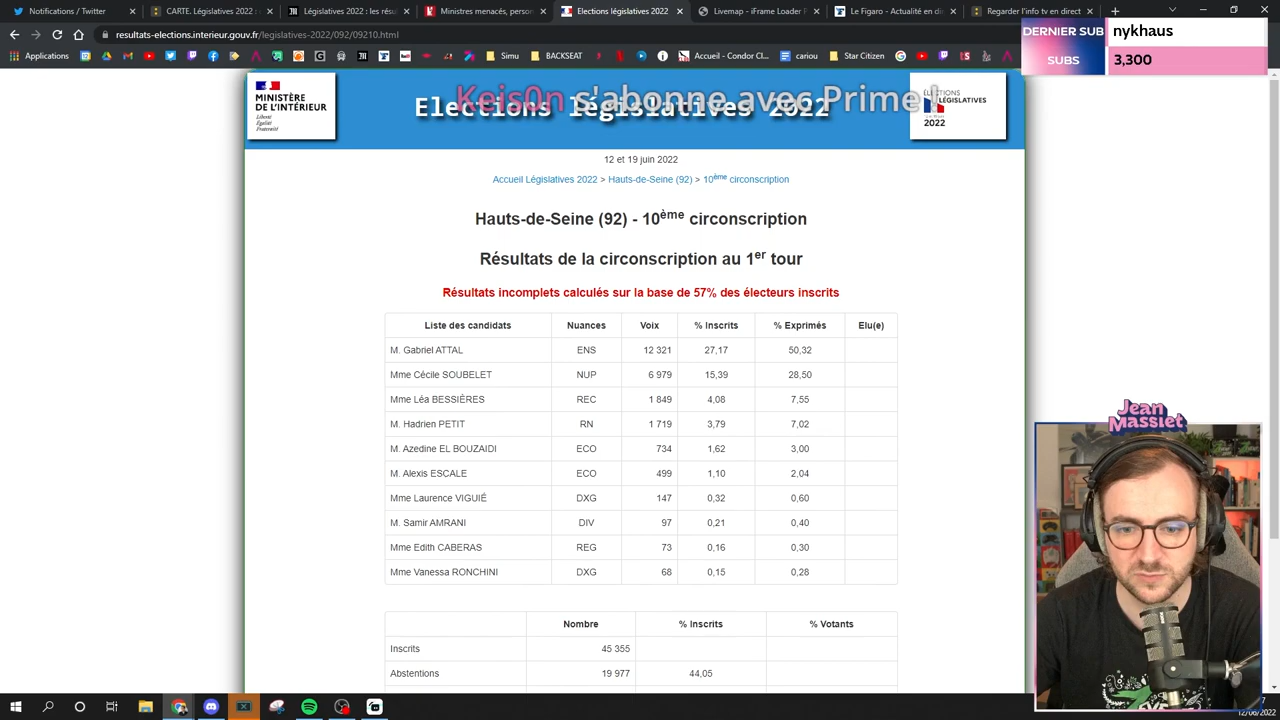 Notifications / Twitter
CARTE. Législatives 2022 :
Législatives 2022 : les résu
Ministres menacés, person
Elections législatives 2022
Livemap - iFrame Loader F
Le Figaro - Actualité en di
Regarder
resultats-elections.interieur.gouv.fr/legislatives-2022/092/09210.html
Applications
Simu
BACKSEAT
Accueil - Condor Cl...
cariou
Star Citizen
DERNIER SUB
nykhaus
SUBS
3,300
MINISTÈRE
DE L'INTÉRIEUR
Liberté
Égalité
Fraternité
Elections législatives 2022
Keis0n s'abonne avec Prime !
ÉLECTIONS
LÉGISLATIVES
2022
12 et 19 juin 2022
Accueil Législatives 2022 > Hauts-de-Seine (92) > 10ème circonscription
Hauts-de-Seine (92) - 10ème circonscription
Résultats de la circonscription au 1er tour
Résultats incomplets calculés sur la base de 57% des électeurs inscrits
Liste des candidats Nuances Voix % Inscrits % Exprimés Elu(e)
M. Gabriel ATTAL ENS 12 321 27,17 50,32
Mme Cécile SOUBELET NUP 6 979 15,39 28,50
Mme Léa BESSIÈRES REC 1 849 4,08 7,55
M. Hadrien PETIT RN 1 719 3,79 7,02
M. Azedine EL BOUZAIDI ECO 734 1,62 3,00
M. Alexis ESCALE ECO 499 1,10 2,04
Mme Laurence VIGUIÉ DXG 147 0,32 0,60
M. Samir AMRANI DIV 97 0,21 0,40
Mme Edith CABERAS REG 73 0,16 0,30
Mme Vanessa RONCHINI DXG 68 0,15 0,28
Nombre % Inscrits % Votants
Inscrits 45 355
Abstentions 19 977 44,05
Jean
Massiet
12/06/2022